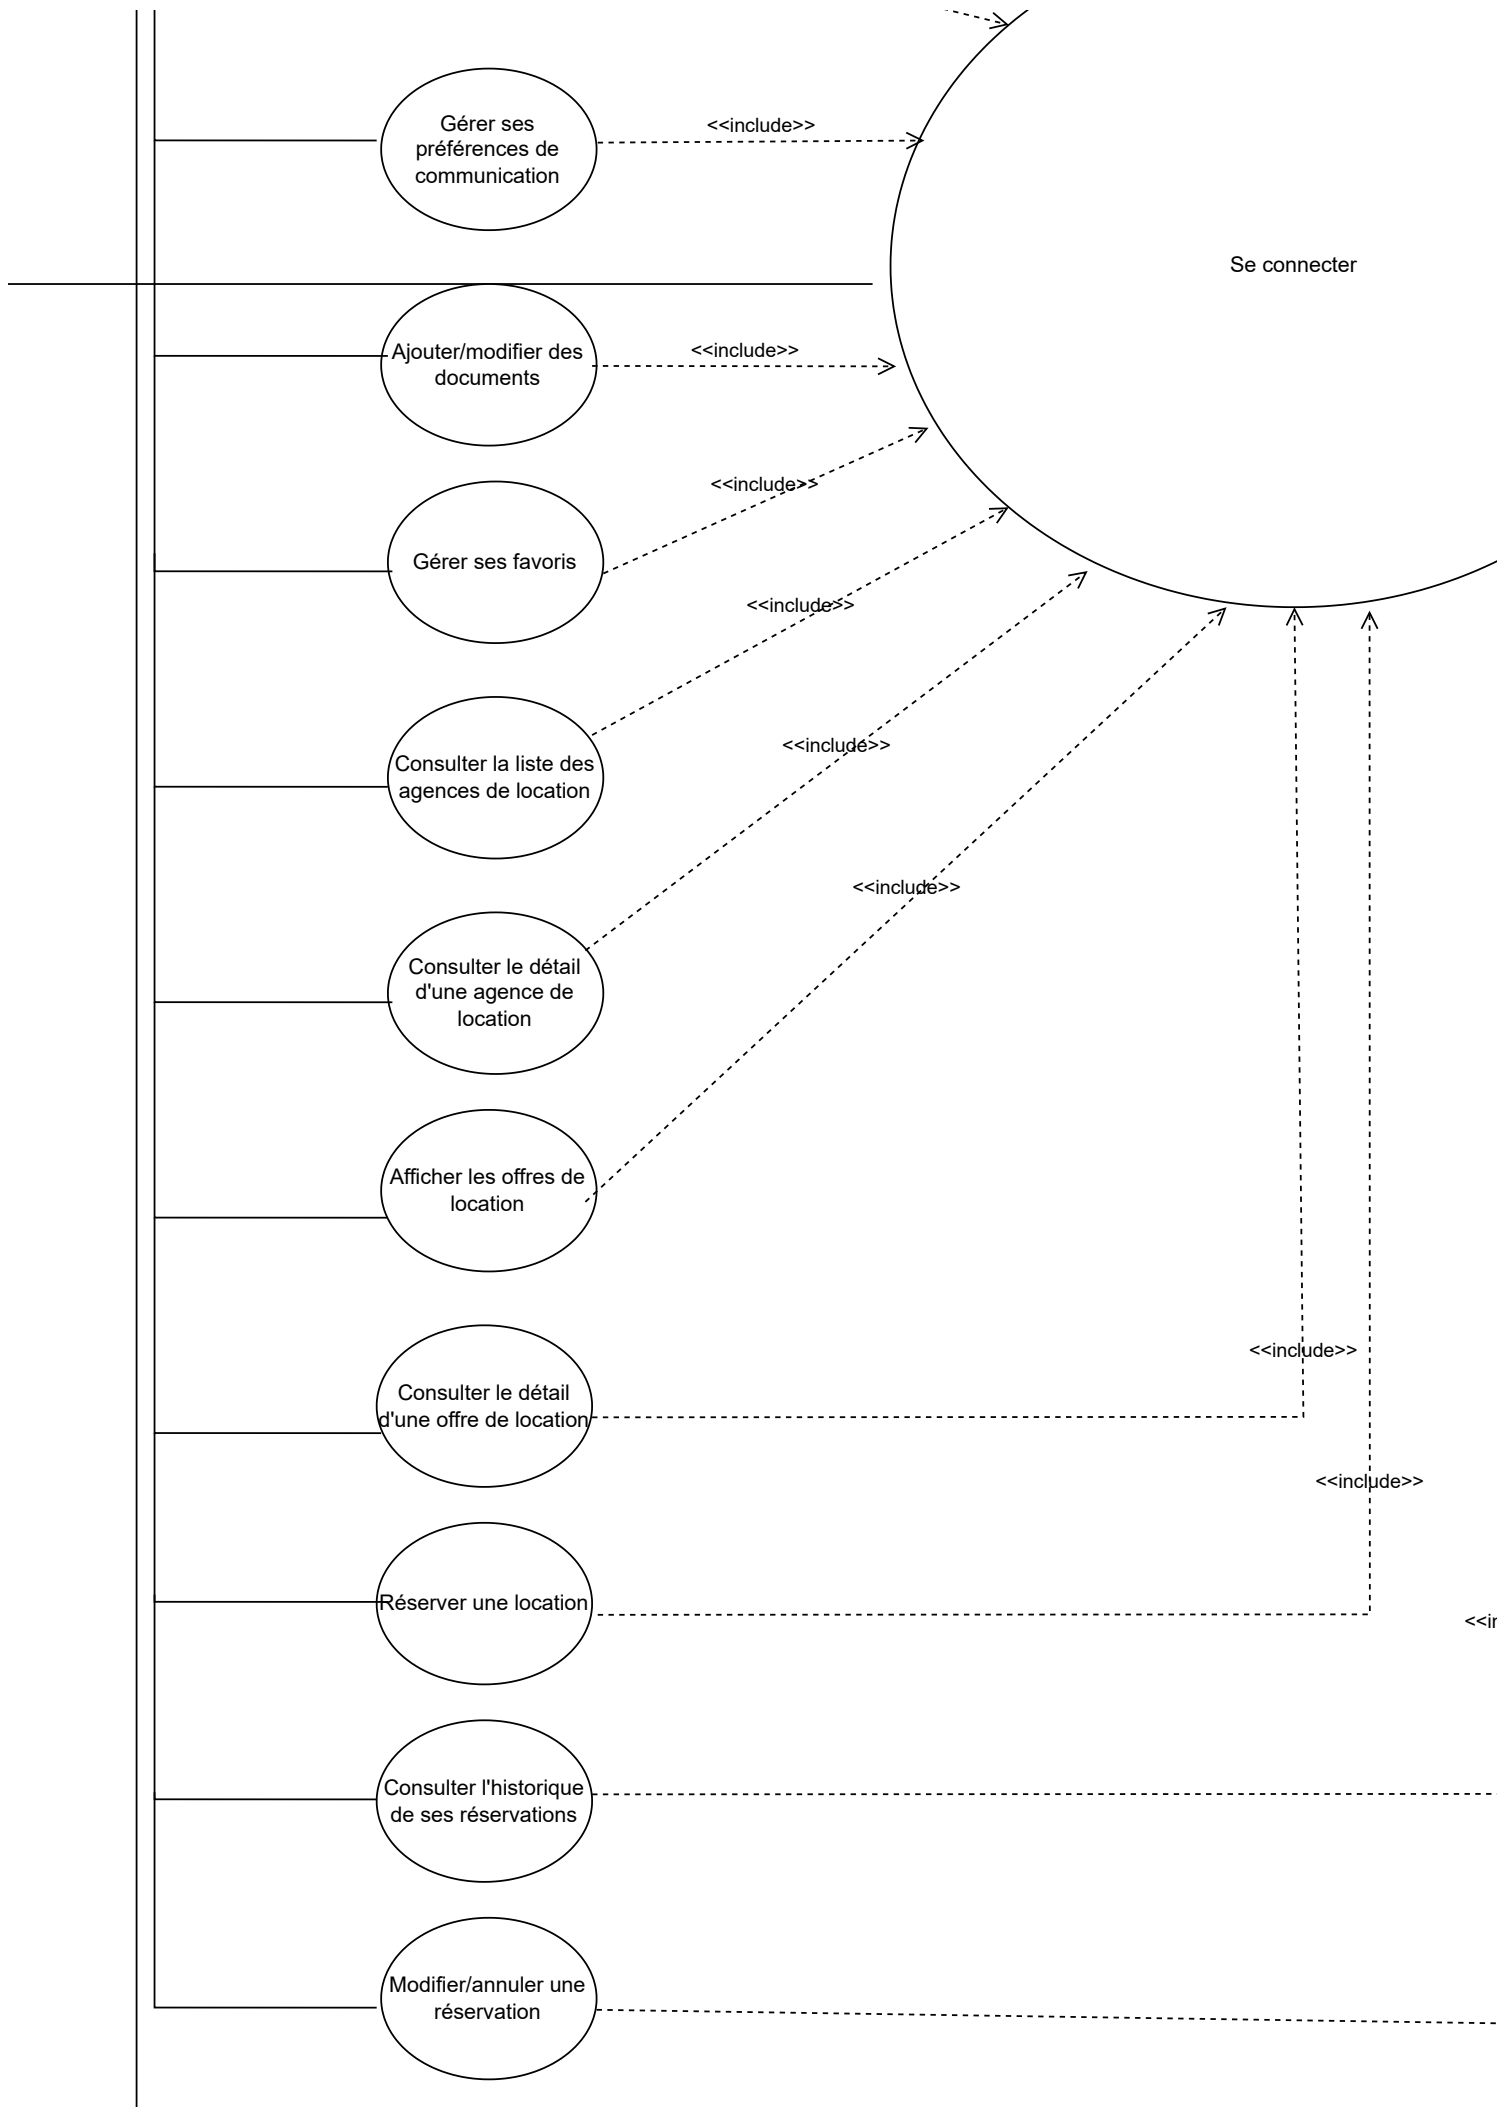 Gérer ses
préférences de
communication
<<include>>
Se connecter
Ajouter/modifier des
documents
<<include>>
<<include>>
Gérer ses favoris
<<include>>
Consulter la liste des
agences de location
<<include>>
<<include>>
Consulter le détail
d'une agence de
location
Afficher les offres de
location
<<include>>
Consulter le détail
d'une offre de location
<<include>>
Réserver une location
<<in
Consulter l'historique
de ses réservations
Modifier/annuler une
réservation